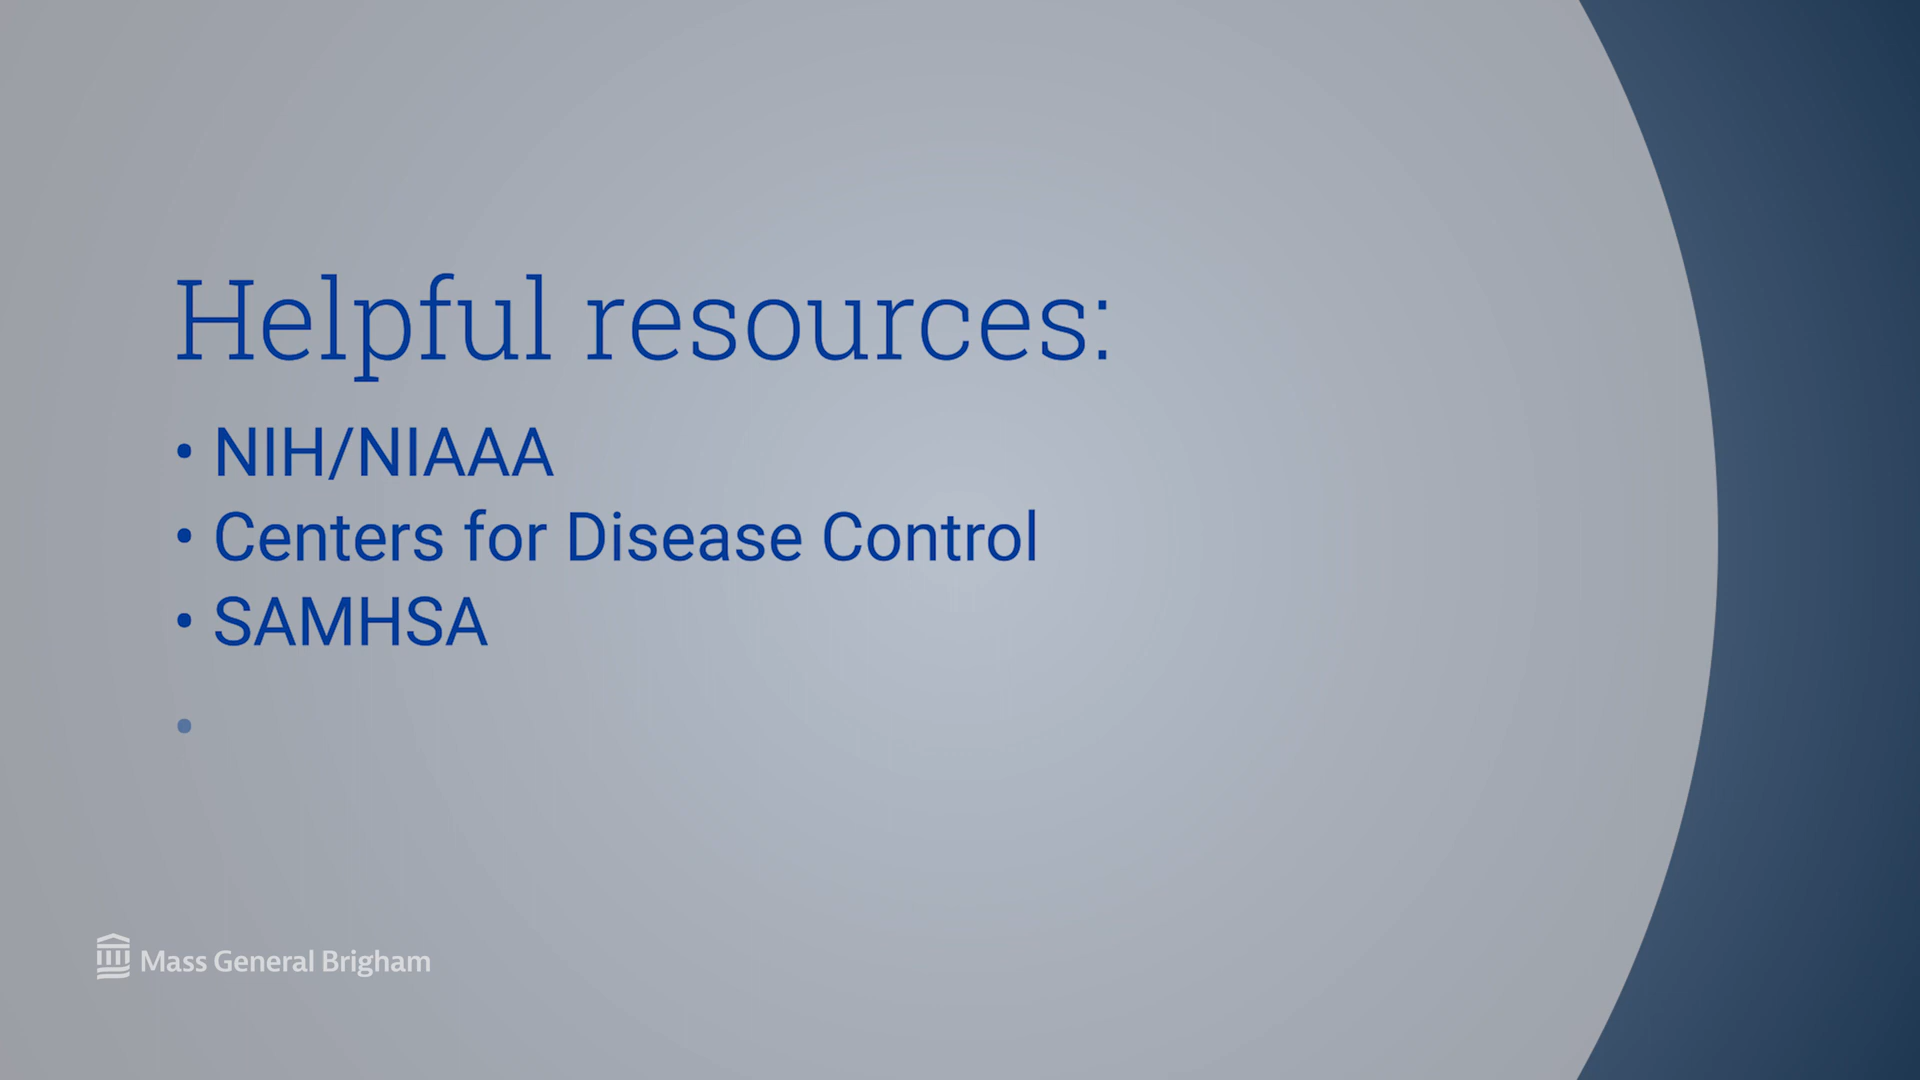 Helpful resources:
• NIH/NIAAA
• Centers for Disease Control
• SAMHSA
•
Mass General Brigham